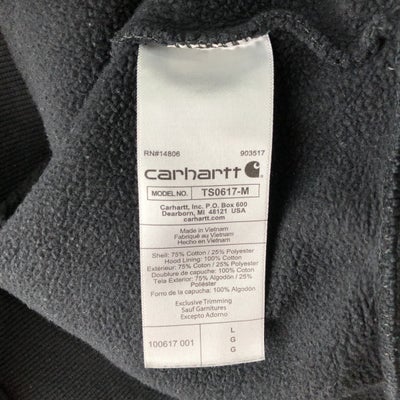 RN#14806 903517
carhartt
MODEL NO. TS0617-M
Carhartt, Inc. P.O. Box 600
Dearborn, MI 48121 USA
carhartt.com
Made in Vietnam
Fabriqué au Vietnam
Hecho en Vietnam
Shell: 75% Cotton / 25% Polyester
Hood Lining: 100% Cotton
Extérieur: 75% Coton / 25% Polyester
Doublure de capuche: 100% Coton
Tela Exterior: 75% Algodón / 25%
Poliéster
Forro de la capucha: 100% Algodón
Exclusive Trimming
Sauf Garnitures
Excepto Adorno
100617 001
L
G
G